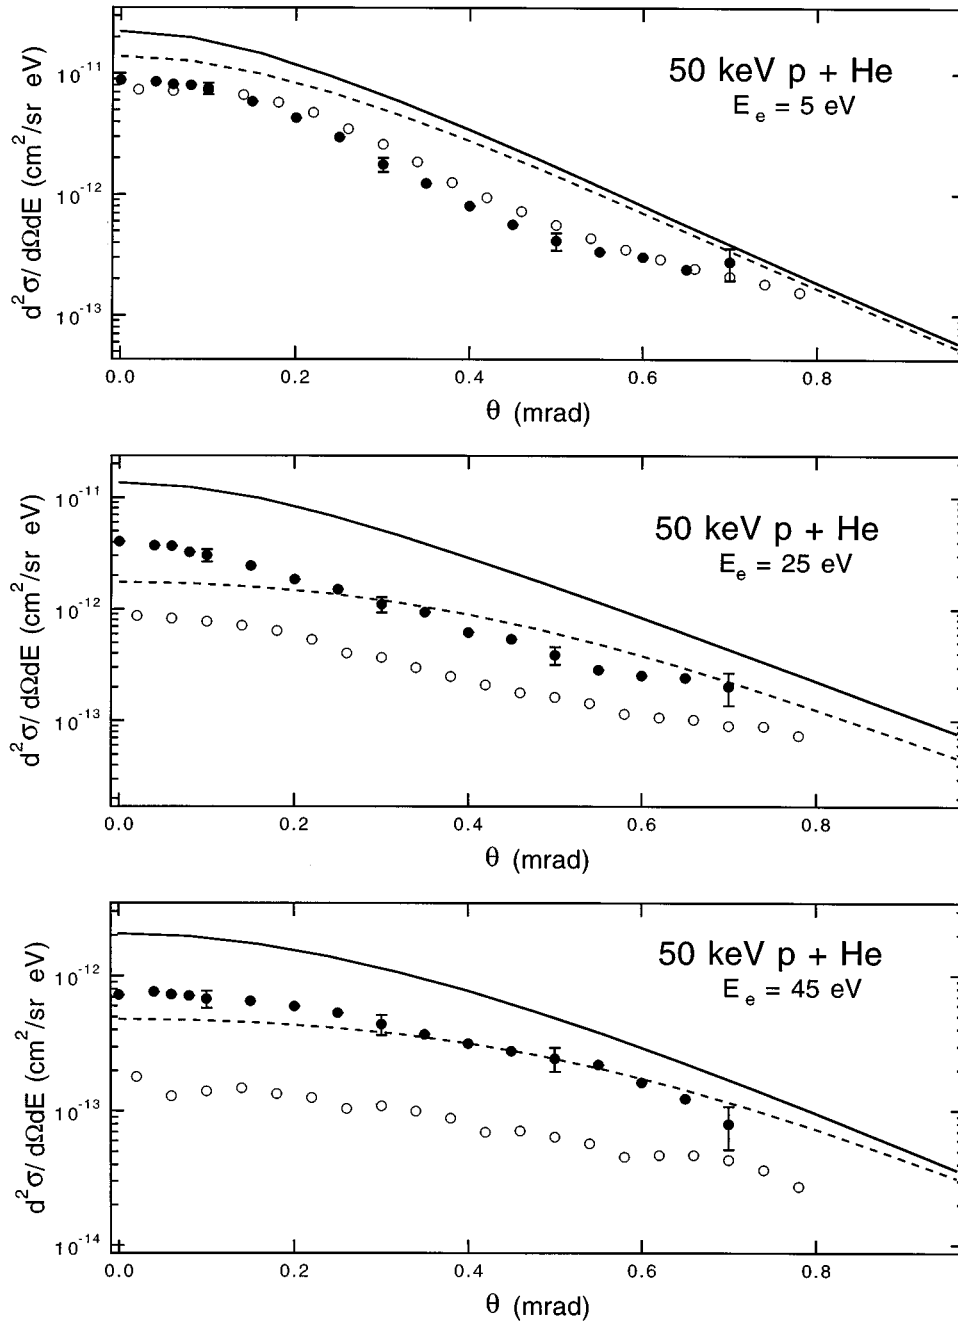 50 keV p + He
E_e = 5 eV
10^-11
10^-12
10^-13
d²σ/dΩdE (cm²/sr eV)
0.0 0.2 0.4 0.6 0.8
θ (mrad)
50 keV p + He
E_e = 25 eV
10^-11
10^-12
10^-13
d²σ/dΩdE (cm²/sr eV)
0.0 0.2 0.4 0.6 0.8
θ (mrad)
50 keV p + He
E_e = 45 eV
10^-12
10^-13
10^-14
d²σ/dΩdE (cm²/sr eV)
0.0 0.2 0.4 0.6 0.8
θ (mrad)